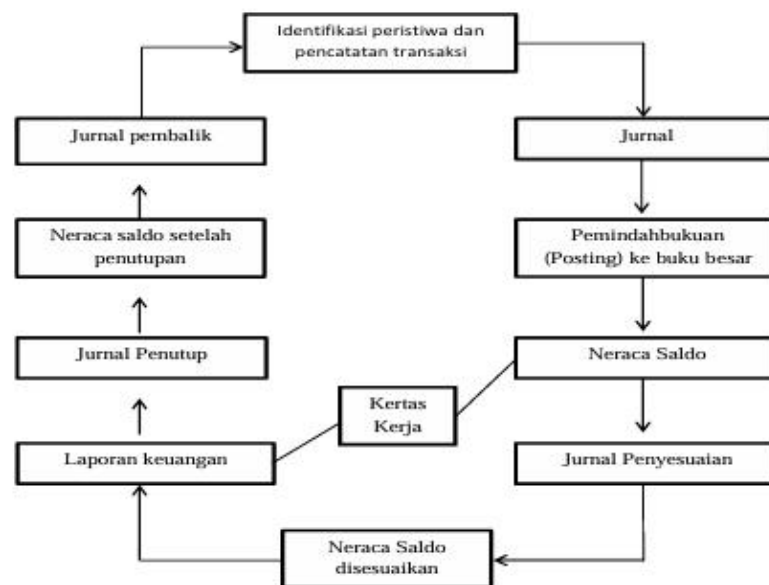 Identifikasi peristiwa dan
pencatatan transaksi
Jurnal pembalik
Jurnal
Neraca saldo setelah
penutupan
Pemindahbukuan
(Posting) ke buku besar
Jurnal Penutup
Neraca Saldo
Kertas
Kerja
Laporan keuangan
Jurnal Penyesuaian
Neraca Saldo
disesuaikan